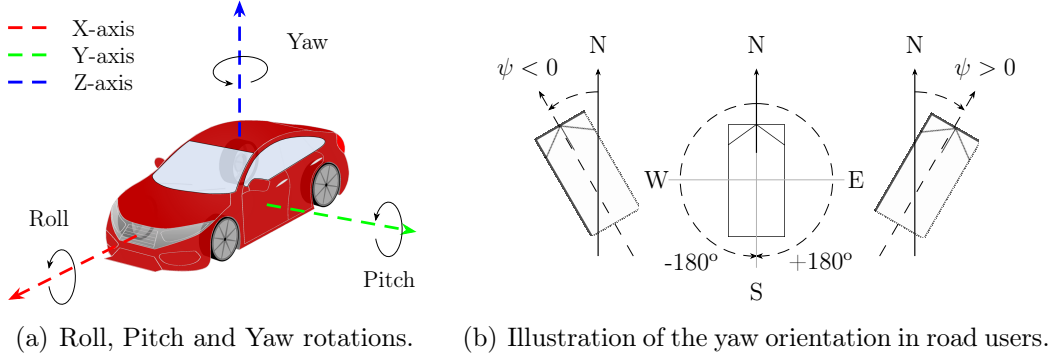 X-axis
Y-axis
Z-axis
Yaw
Roll
Pitch
(a) Roll, Pitch and Yaw rotations.
N
N
N
ψ < 0
ψ > 0
W
E
-180º
+180º
S
(b) Illustration of the yaw orientation in road users.